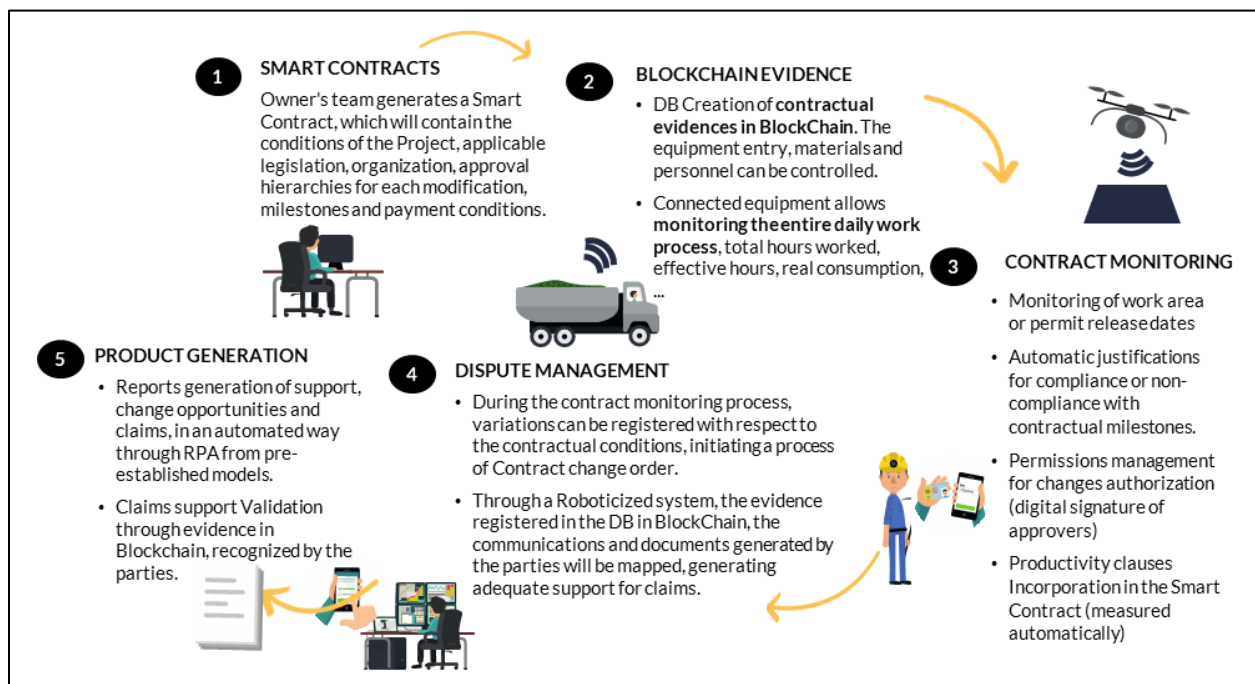 1
SMART CONTRACTS
Owner's team generates a Smart
Contract, which will contain the
conditions of the Project, applicable
legislation, organization, approval
hierarchies for each modification,
milestones and payment conditions.
2
BLOCKCHAIN EVIDENCE
• DB Creation of contractual
evidences in BlockChain. The
equipment entry, materials and
personnel can be controlled.
• Connected equipment allows
monitoring the entire daily work
process, total hours worked,
effective hours, real consumption,
...
3
CONTRACT MONITORING
• Monitoring of work area
or permit release dates
• Automatic justifications
for compliance or non-
compliance with
contractual milestones.
• Permissions management
for changes authorization
(digital signature of
approvers)
• Productivity clauses
Incorporation in the Smart
Contract (measured
automatically)
4
DISPUTE MANAGEMENT
• During the contract monitoring process,
variations can be registered with respect to
the contractual conditions, initiating a process
of Contract change order.
• Through a Roboticized system, the evidence
registered in the DB in BlockChain, the
communications and documents generated by
the parties will be mapped, generating
adequate support for claims.
5
PRODUCT GENERATION
• Reports generation of support,
change opportunities and
claims, in an automated way
through RPA from pre-
established models.
• Claims support Validation
through evidence in
Blockchain, recognized by the
parties.